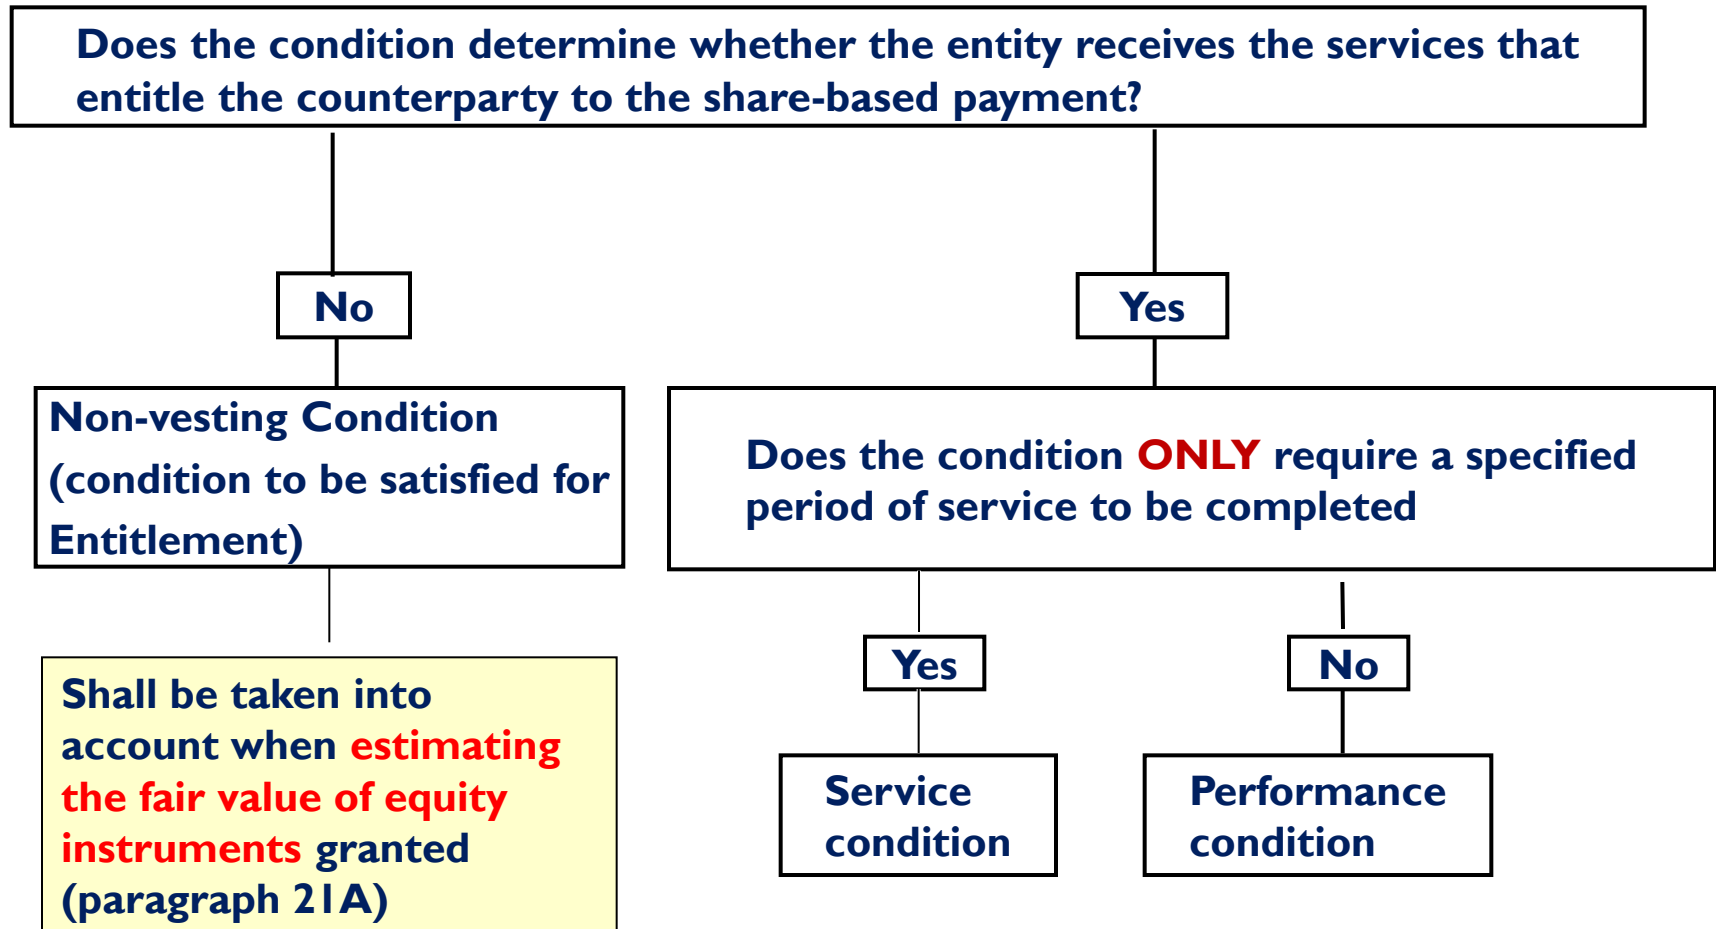 Does the condition determine whether the entity receives the services that
entitle the counterparty to the share-based payment?
No
Yes
Non-vesting Condition
(condition to be satisfied for
Entitlement)
Does the condition ONLY require a specified
period of service to be completed
Shall be taken into
account when estimating
the fair value of equity
instruments granted
(paragraph 21A)
Yes
No
Service
condition
Performance
condition